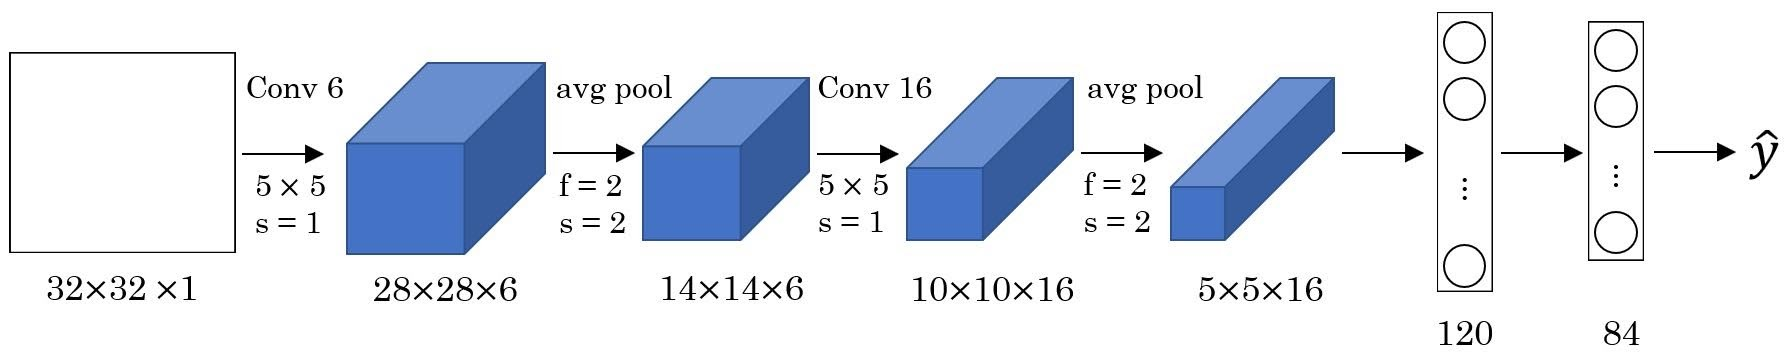 Conv 6
5 × 5
s = 1
avg pool
f = 2
s = 2
Conv 16
5 × 5
s = 1
avg pool
f = 2
s = 2
⋮
⋮
ŷ
32×32 ×1
28×28×6
14×14×6
10×10×16
5×5×16
120
84